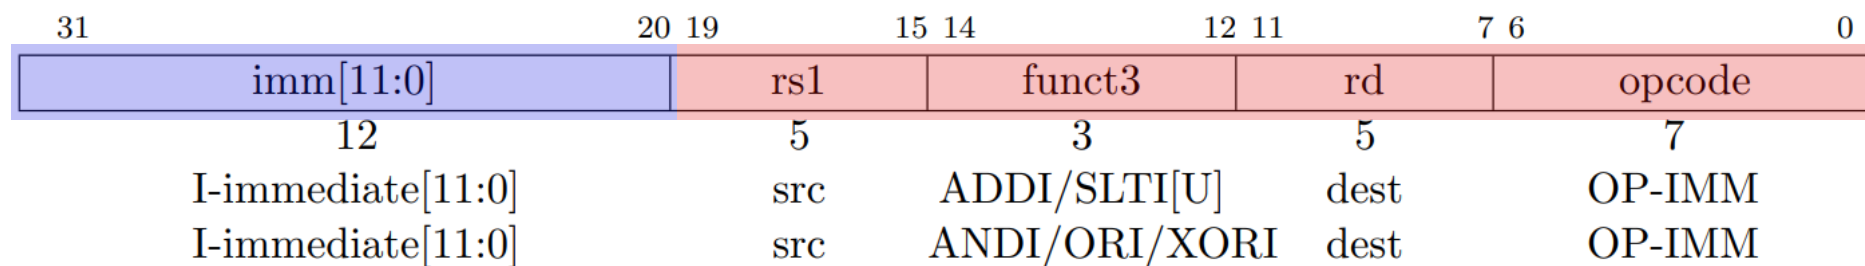 31 20 19 15 14 12 11 7 6 0
imm[11:0] rs1 funct3 rd opcode
12 5 3 5 7
I-immediate[11:0] src ADDI/SLTI[U] dest OP-IMM
I-immediate[11:0] src ANDI/ORI/XORI dest OP-IMM